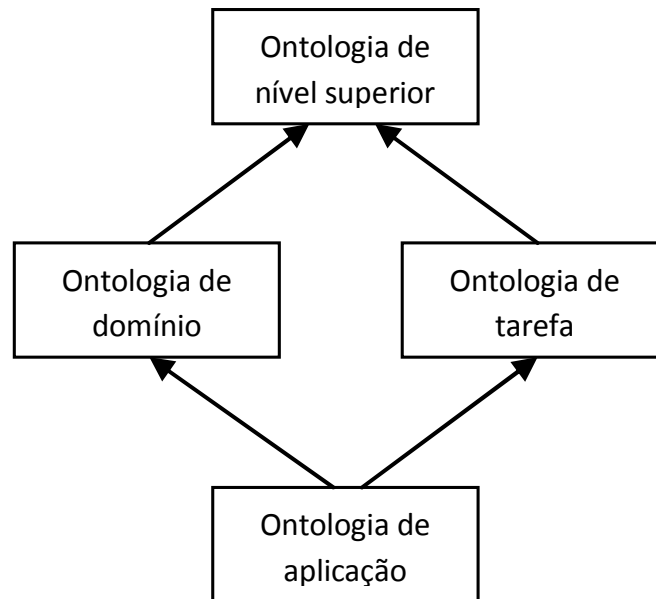 Ontologia de
nível superior
Ontologia de
domínio
Ontologia de
tarefa
Ontologia de
aplicação